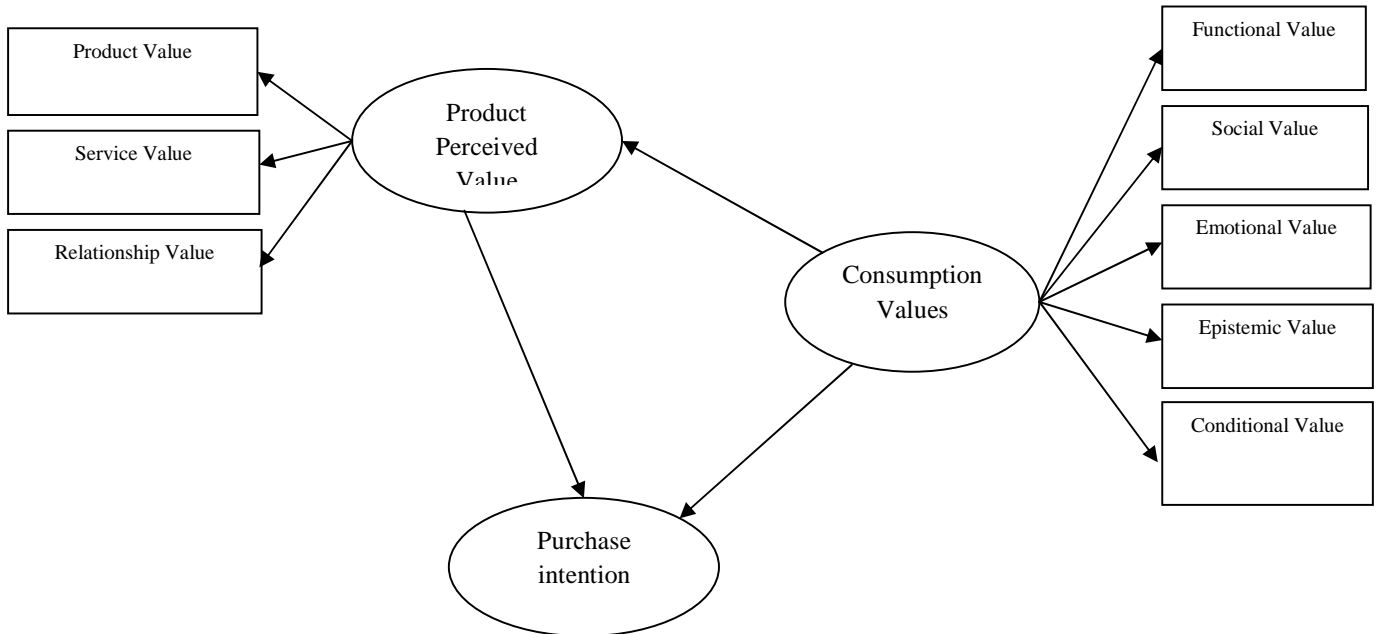 Product Value
Service Value
Relationship Value
Product
Perceived
Value
Consumption
Values
Purchase
intention
Functional Value
Social Value
Emotional Value
Epistemic Value
Conditional Value